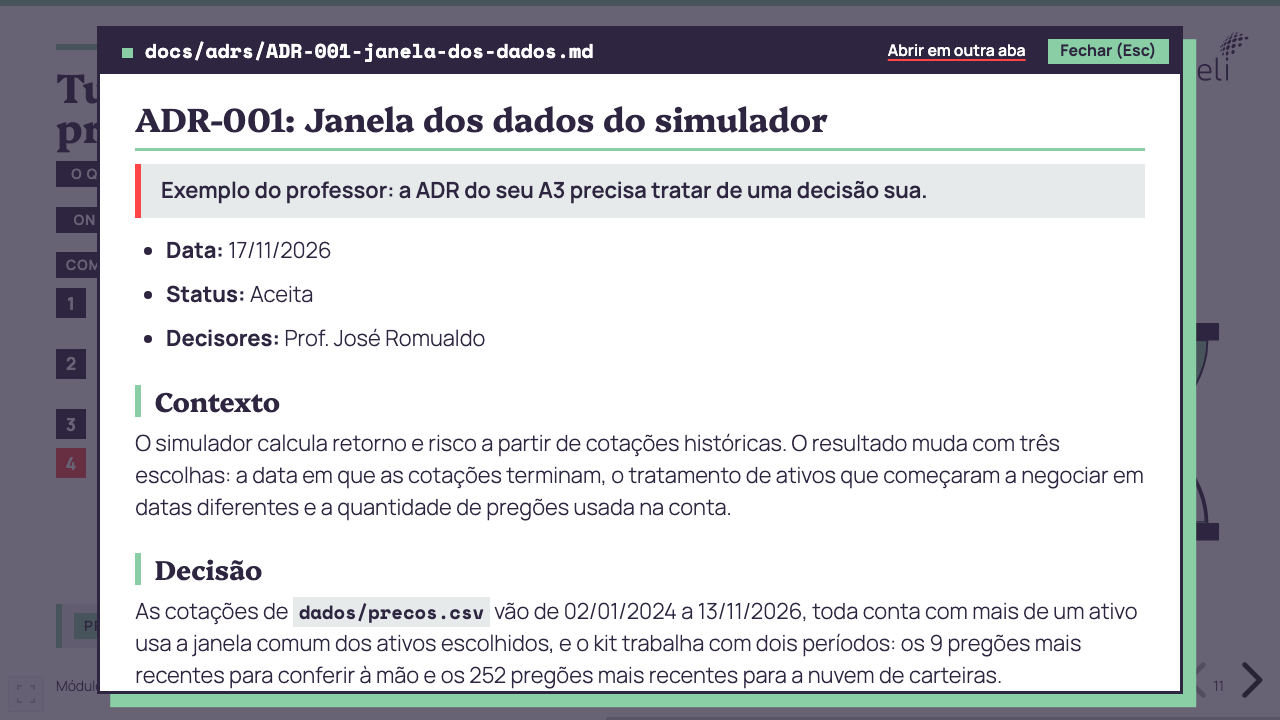 docs/adrs/ADR-001-janela-dos-dados.md
Abrir em outra aba
Fechar (Esc)
eli
Tu
pr
O Q
ON
COM
1
2
3
4
ADR-001: Janela dos dados do simulador
Exemplo do professor: a ADR do seu A3 precisa tratar de uma decisão sua.
Data: 17/11/2026
Status: Aceita
Decisores: Prof. José Romualdo
Contexto
O simulador calcula retorno e risco a partir de cotações históricas. O resultado muda com três
escolhas: a data em que as cotações terminam, o tratamento de ativos que começaram a negociar em
datas diferentes e a quantidade de pregões usada na conta.
Decisão
As cotações de dados/precos.csv vão de 02/01/2024 a 13/11/2026, toda conta com mais de um ativo
usa a janela comum dos ativos escolhidos, e o kit trabalha com dois períodos: os 9 pregões mais
recentes para conferir à mão e os 252 pregões mais recentes para a nuvem de carteiras.
Módul
11